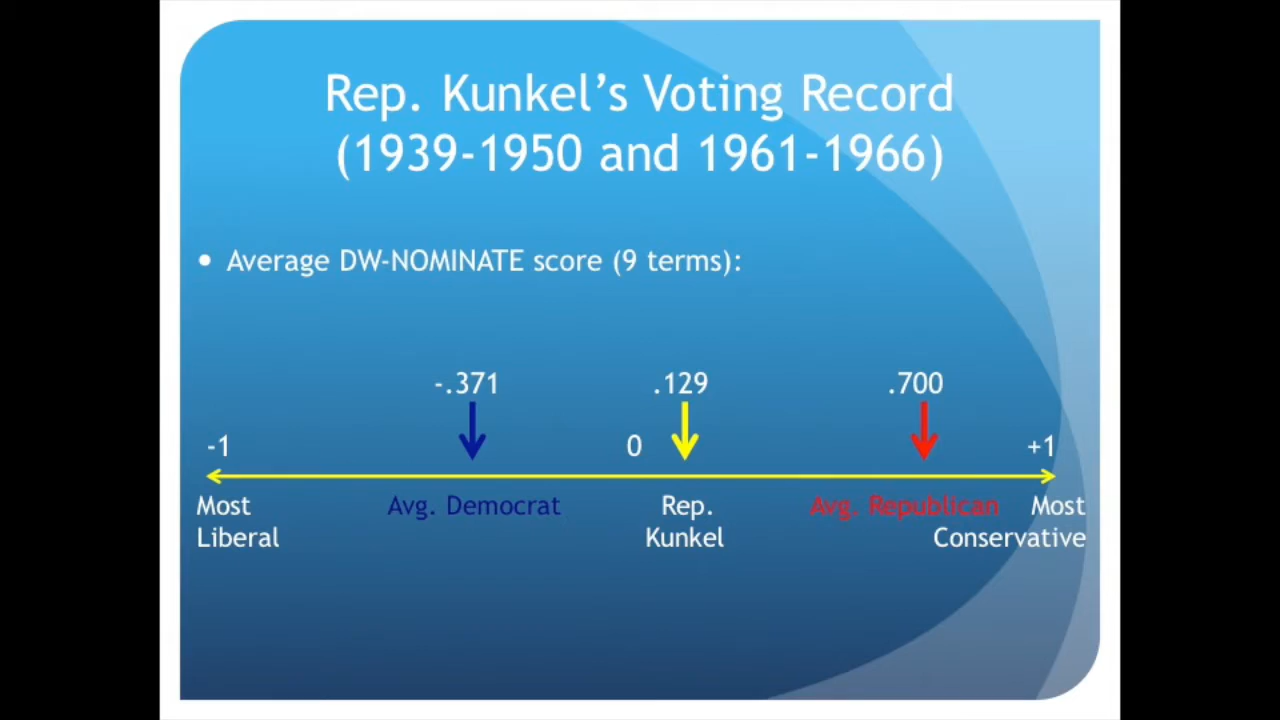 Rep. Kunkel's Voting Record
(1939-1950 and 1961-1966)
• Average DW-NOMINATE score (9 terms):
-.371 .129 .700
-1 0 +1
Most Avg. Democrat Rep. Avg. Republican Most
Liberal Kunkel Conservative